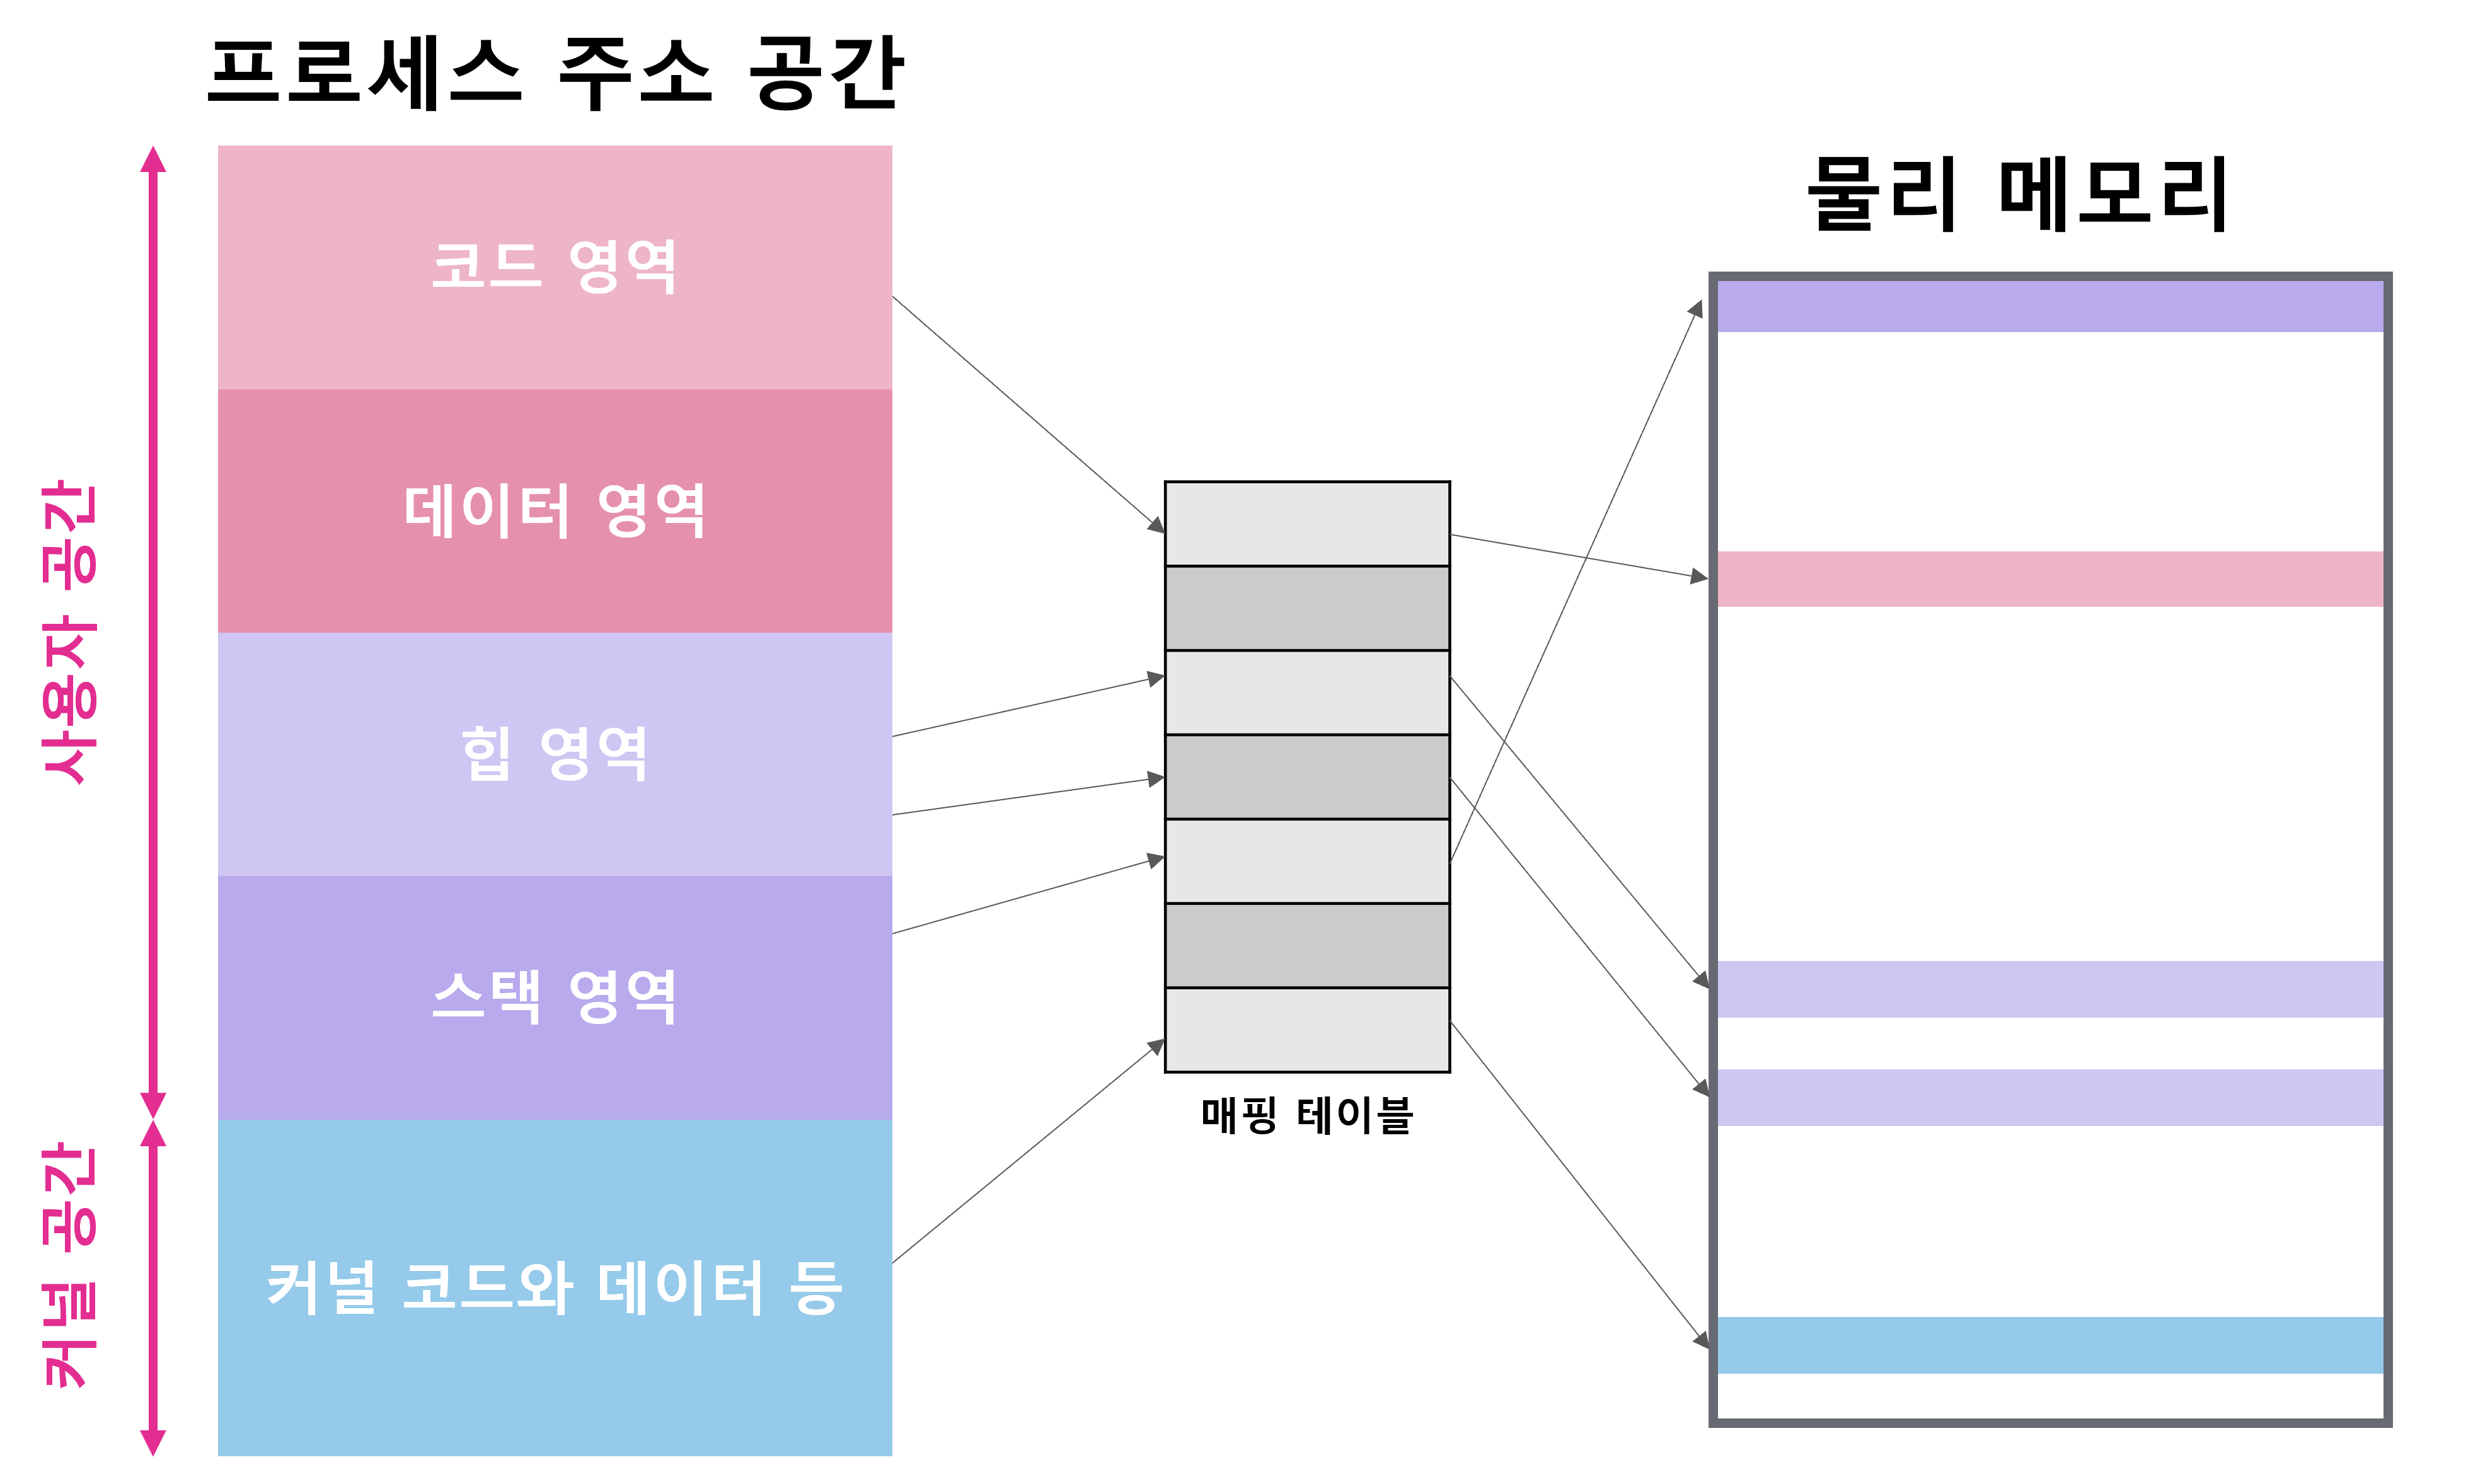 프로세스 주소 공간
물리 메모리
사용자 공간
코드 영역
데이터 영역
힙 영역
스택 영역
매핑 테이블
커널 공간
커널 코드와 데이터 등